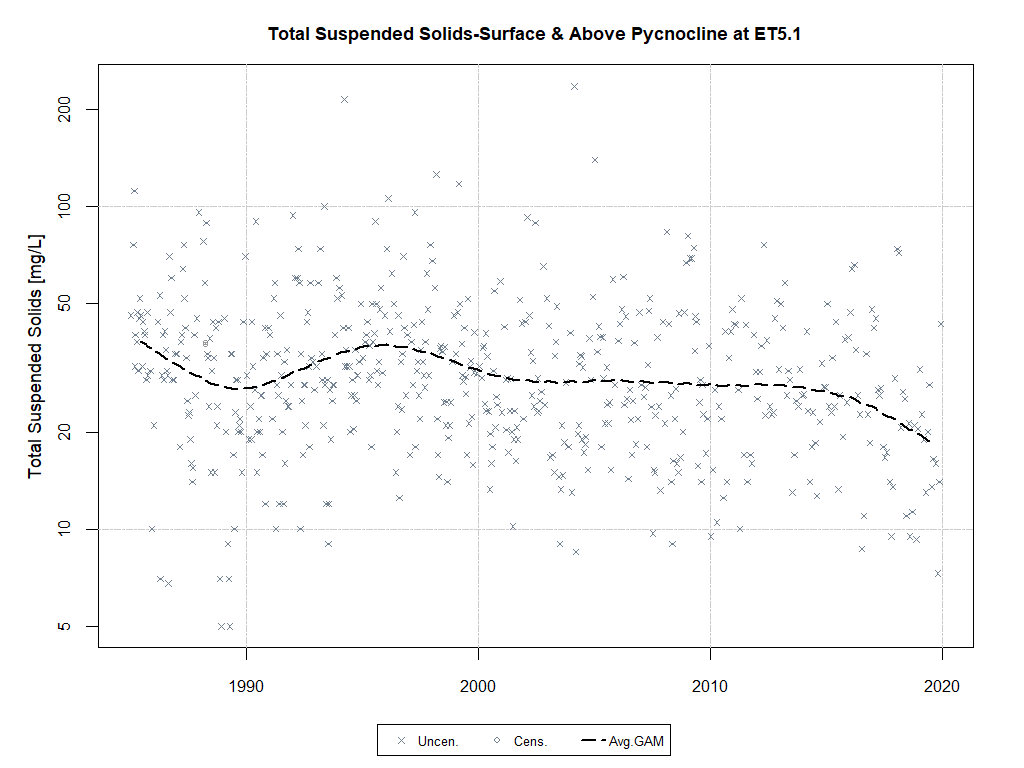 Total Suspended Solids-Surface & Above Pycnocline at ET5.1
Total Suspended Solids [mg/L]
200
100
50
20
10
5
1990 2000 2010 2020
Uncen. Cens. Avg.GAM